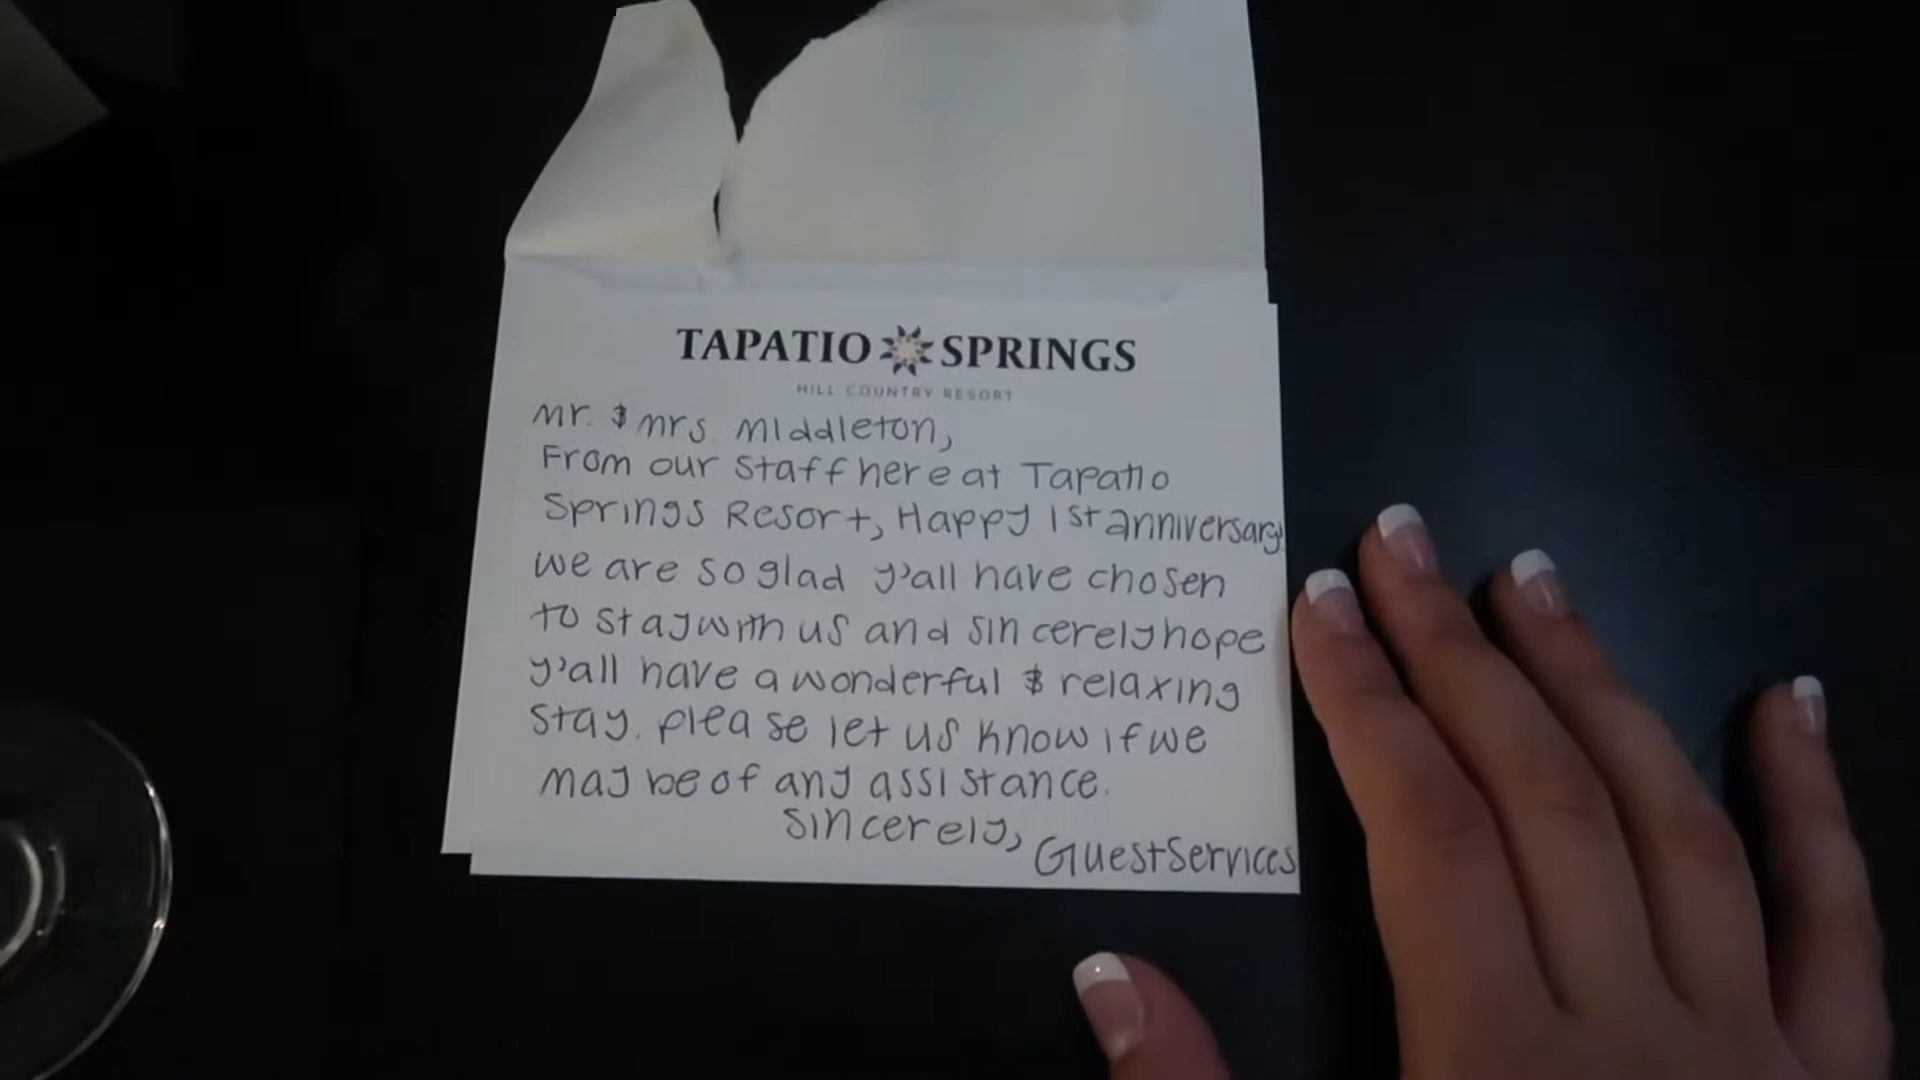 TAPATIO SPRINGS
HILL COUNTRY RESORT
Mr. & Mrs. Middleton,
From our staff here at Tapatio
Springs Resort, Happy 1st anniversary!
we are so glad y'all have chosen
to stay with us and sincerely hope
y'all have a wonderful & relaxing
stay. please let us know if we
may be of any assistance.
Sincerely,
Guest Services